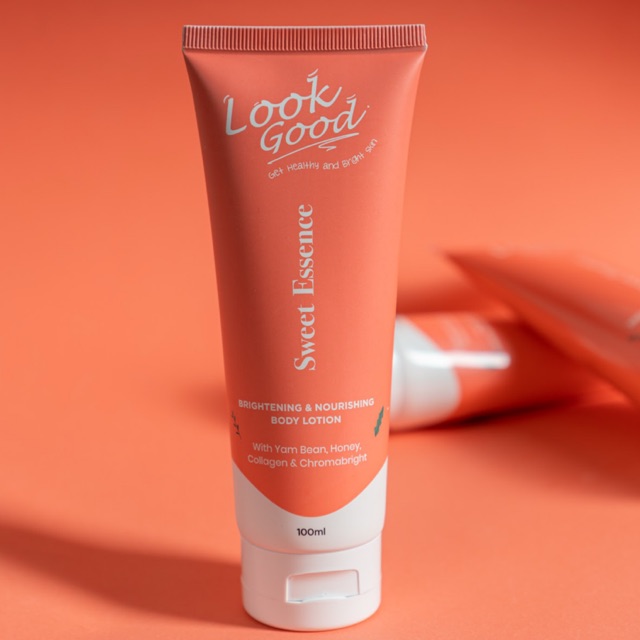 Look
Good
Get Healthy and Bright
Sweet Essence
BRIGHTENING & NOURISHING
BODY LOTION
With Yam Bean, Honey,
Collagen & Chromabright
100ml